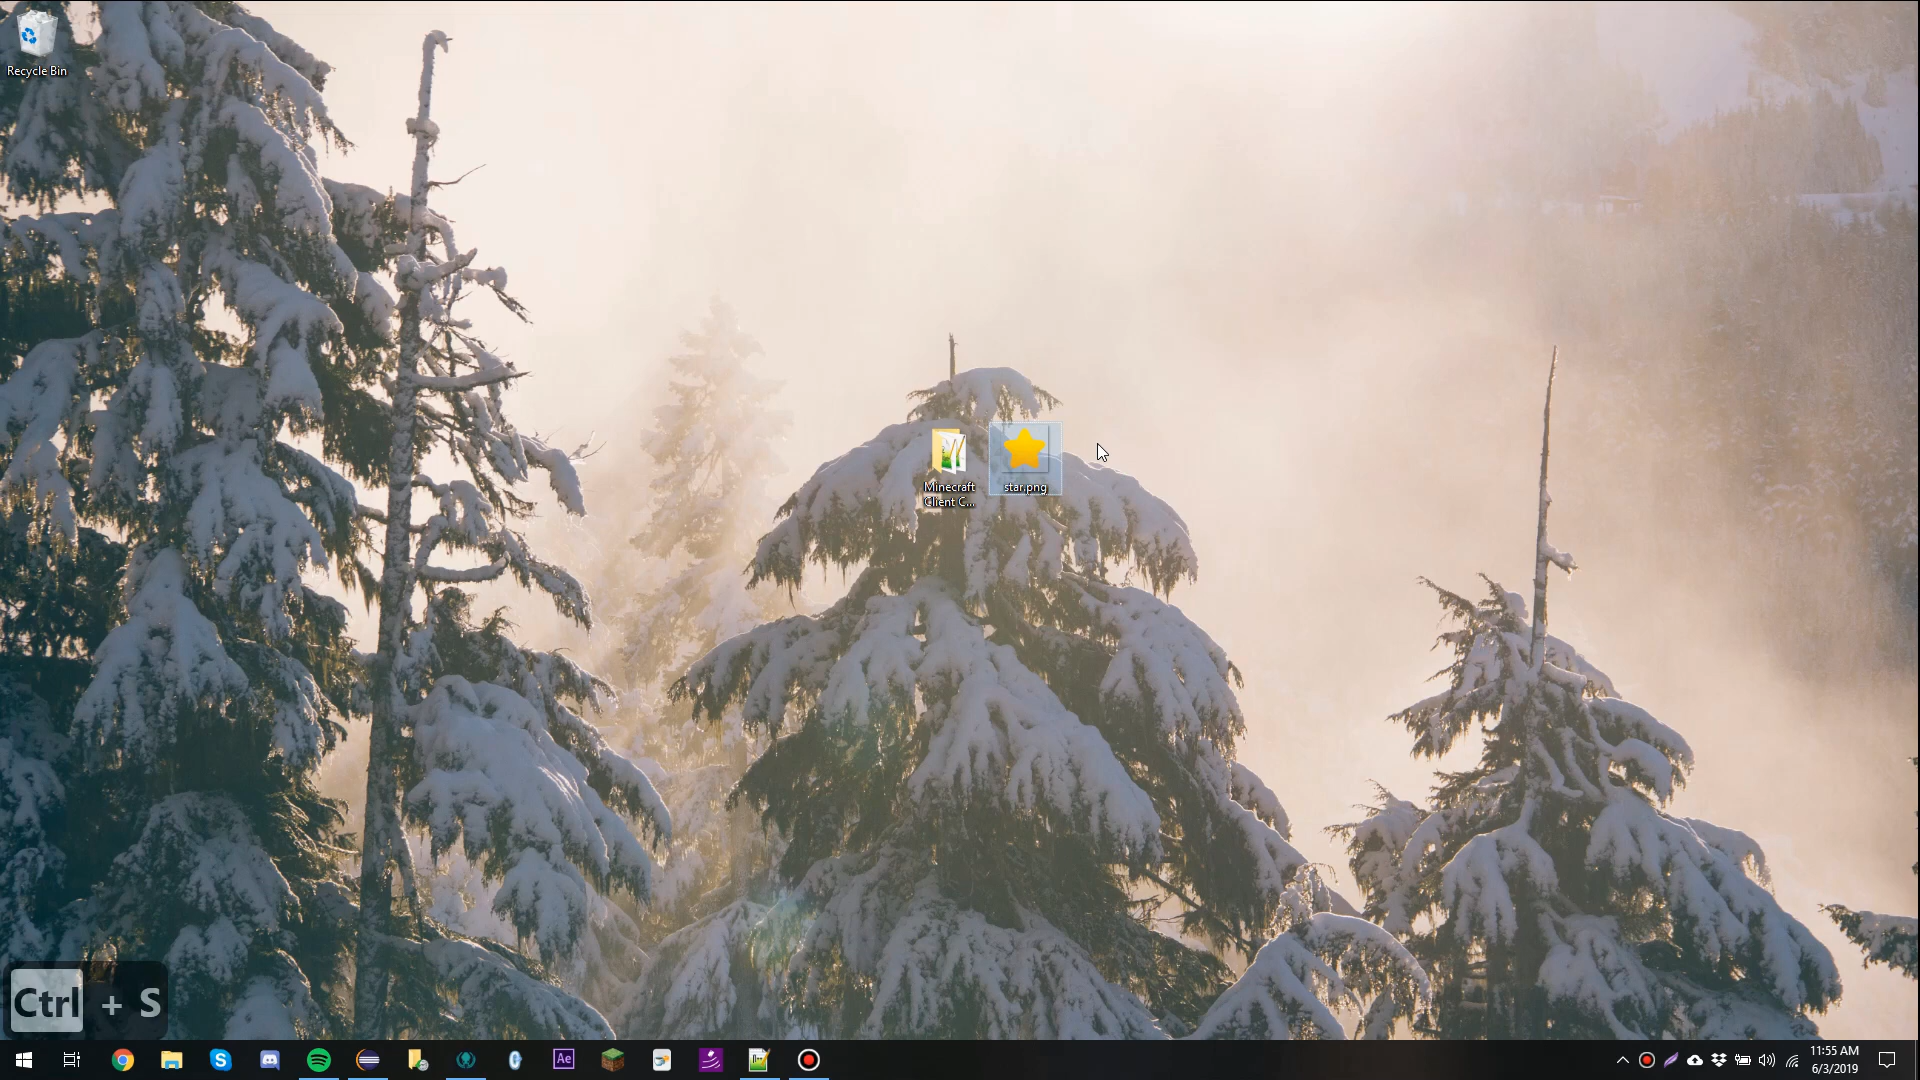 Recycle Bin
Minecraft
Client C...
star.png
Ctrl + S
Ae
11:55 AM
6/3/2019